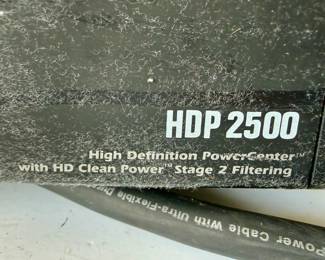 HDP 2500
High Definition PowerCenter™
with HD Clean Power™ Stage 2 Filtering
Power Cable With Ultra-Flexible